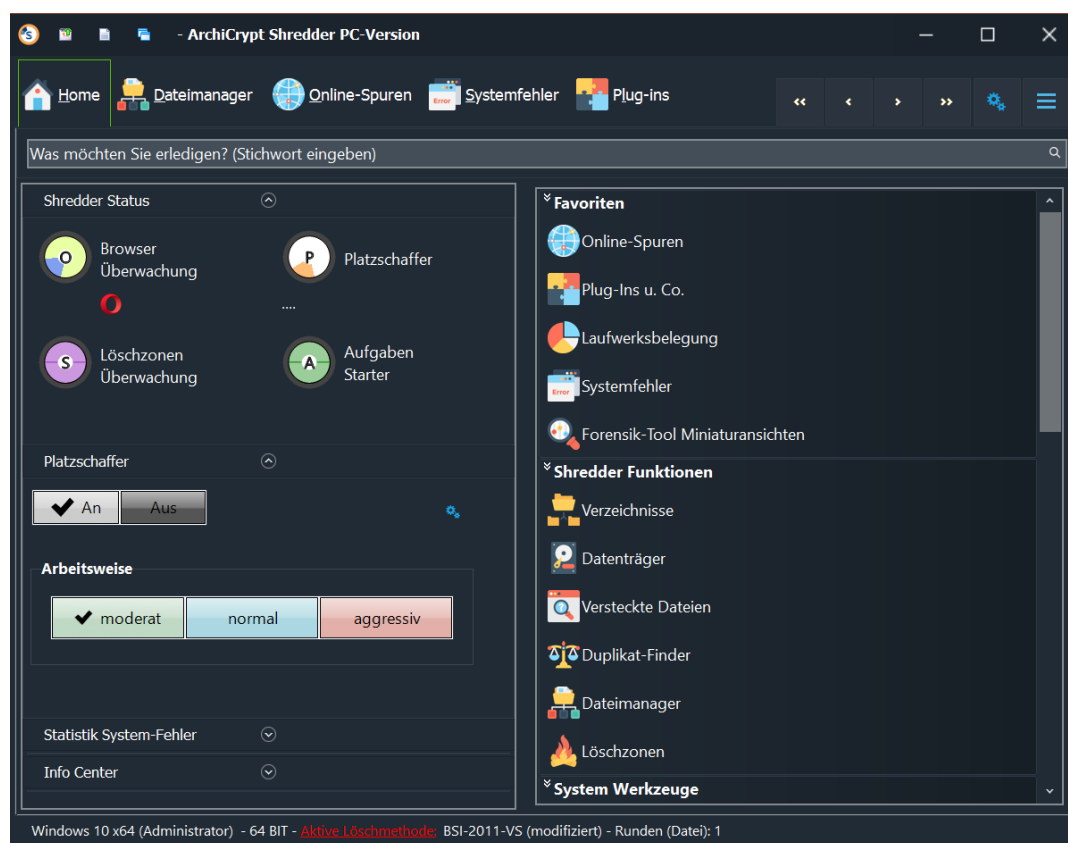 S
- ArchiCrypt Shredder PC-Version
Home
Dateimanager
Online-Spuren
Error
Systemfehler
Plug-ins
Was möchten Sie erledigen? (Stichwort eingeben)
Shredder Status
O
Browser
Überwachung
P
Platzschaffer
....
S
Löschzonen
Überwachung
A
Aufgaben
Starter
Platzschaffer
An
Aus
Arbeitsweise
moderat
normal
aggressiv
Statistik System-Fehler
Info Center
Favoriten
Online-Spuren
Plug-Ins u. Co.
Laufwerksbelegung
Error
Systemfehler
Forensik-Tool Miniaturansichten
Shredder Funktionen
Verzeichnisse
Datenträger
Versteckte Dateien
Duplikat-Finder
Dateimanager
Löschzonen
System Werkzeuge
Windows 10 x64 (Administrator) - 64 BIT - Aktive Löschmethode: BSI-2011-VS (modifiziert) - Runden (Datei): 1